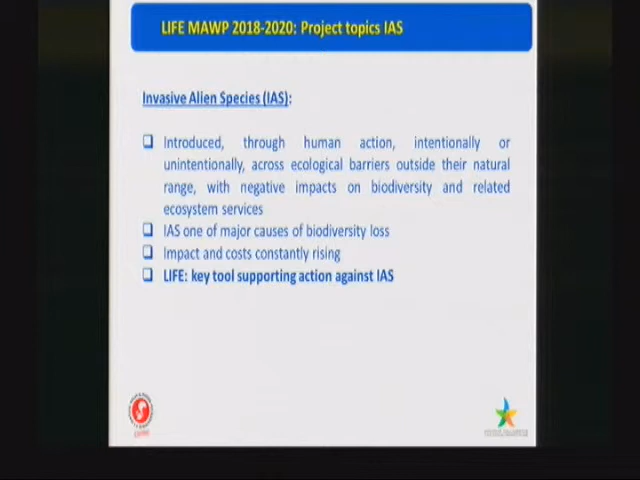 LIFE MAWP 2018-2020: Project topics IAS
Invasive Alien Species (IAS):
Introduced, through human action, intentionally or
unintentionally, across ecological barriers outside their natural
range, with negative impacts on biodiversity and related
ecosystem services
IAS one of major causes of biodiversity loss
Impact and costs constantly rising
LIFE: key tool supporting action against IAS